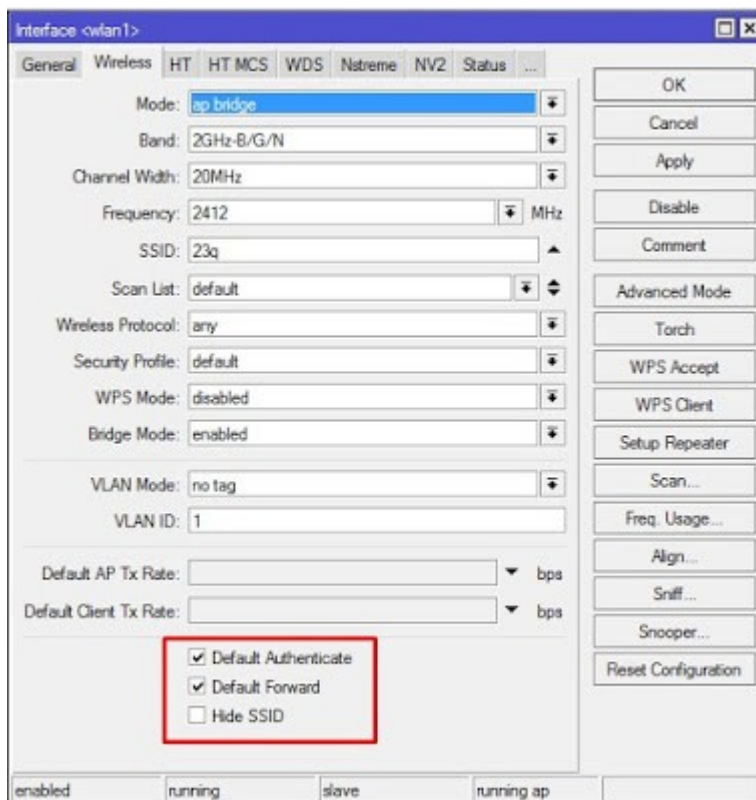 Interface <wlan1>
General Wireless HT HT MCS WDS Nstreme NV2 Status ...
Mode: ap bridge
Band: 2GHz-B/G/N
Channel Width: 20MHz
Frequency: 2412 MHz
SSID: 23q
Scan List: default
Wireless Protocol: any
Security Profile: default
WPS Mode: disabled
Bridge Mode: enabled
VLAN Mode: no tag
VLAN ID: 1
Default AP Tx Rate: bps
Default Client Tx Rate: bps
Default Authenticate
Default Forward
Hide SSID
OK
Cancel
Apply
Disable
Comment
Advanced Mode
Torch
WPS Accept
WPS Client
Setup Repeater
Scan...
Freq. Usage...
Align...
Sniff...
Snooper...
Reset Configuration
enabled running slave running ap